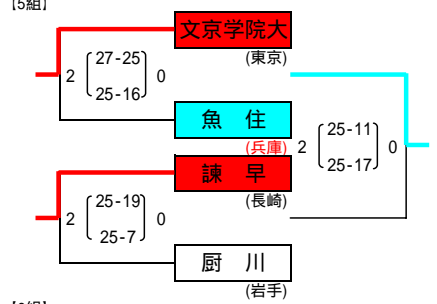 【5組】
文京学院大
(東京)
27-25
2 0
25-16
魚 住
(兵庫)
25-11
2 0
25-17
諫 早
(長崎)
25-19
2 0
25-7
厨 川
(岩手)